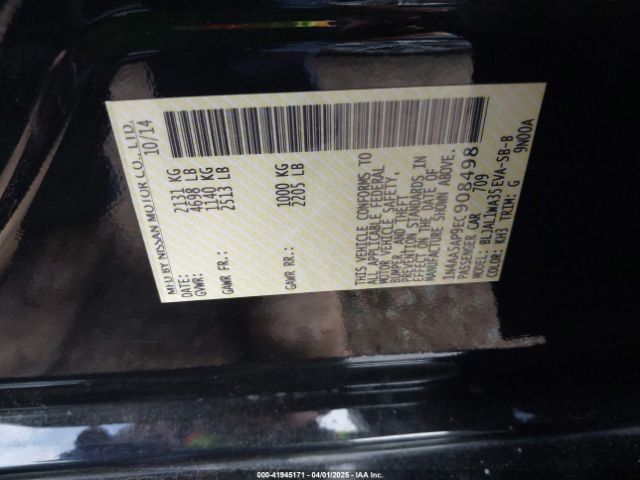 MFD BY NISSAN MOTOR CO., LTD.
DATE: 10/14
GVWR: 2131 KG
4698 LB
GAWR FR: 1140 KG
2513 LB
GAWR RR: 1000 KG
2205 LB
THIS VEHICLE CONFORMS TO
ALL APPLICABLE FEDERAL
MOTOR VEHICLE SAFETY,
BUMPER, AND THEFT
PREVENTION STANDARDS IN
EFFECT ON THE DATE OF
MANUFACTURE SHOWN ABOVE.
1N4AA5AP9EC908498
PASSENGER CAR 709
MODEL: BLJALJWA35EVA-SB-B
COLOR: KH3 TRIM: G 9N00A
000-41945171 | 04/01/2025 - IAA Inc.